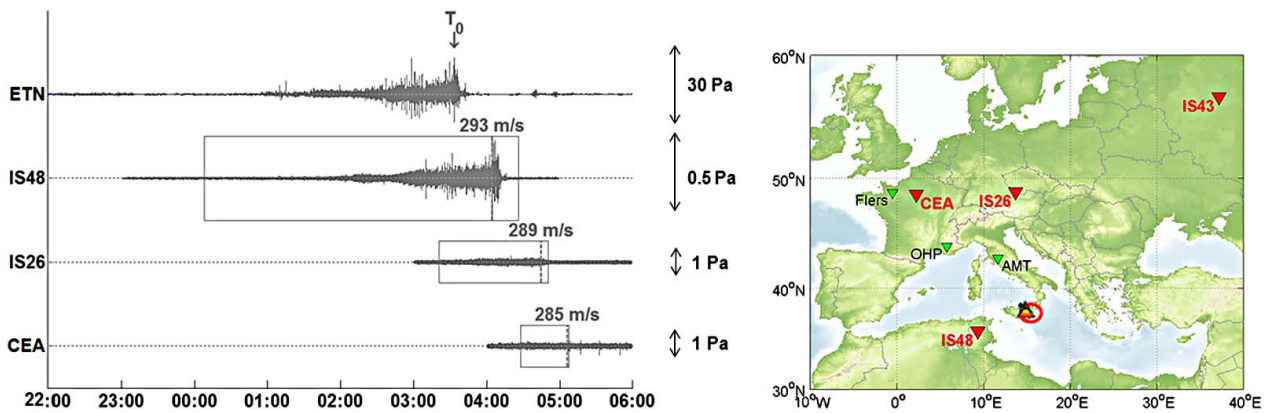 T0
ETN
30 Pa
293 m/s
IS48
0.5 Pa
289 m/s
IS26
1 Pa
285 m/s
CEA
1 Pa
22:00 23:00 00:00 01:00 02:00 03:00 04:00 05:00 06:00
60°N
IS43
50°N
Flers
CEA
IS26
OHP
AMT
40°N
IS48
30°N
10°W 0° 10°E 20°E 30°E 40°E